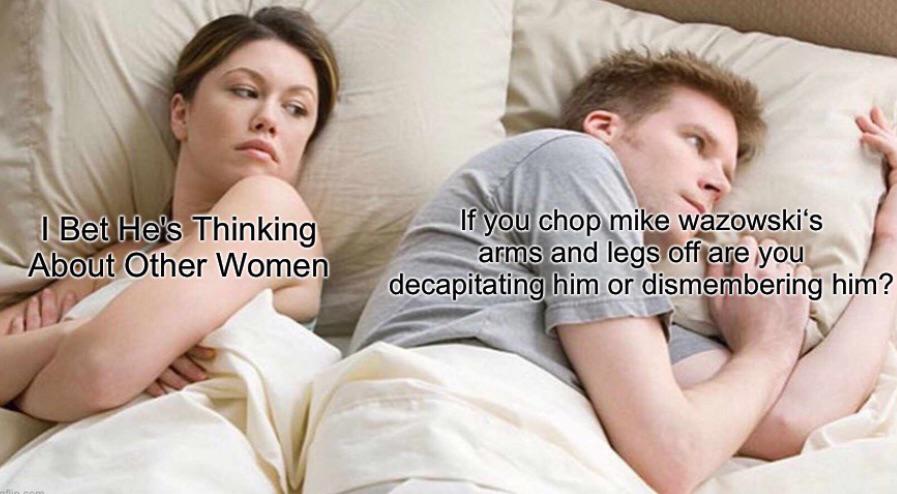 I Bet He's Thinking
About Other Women
If you chop mike wazowski's
arms and legs off are you
decapitating him or dismembering him?